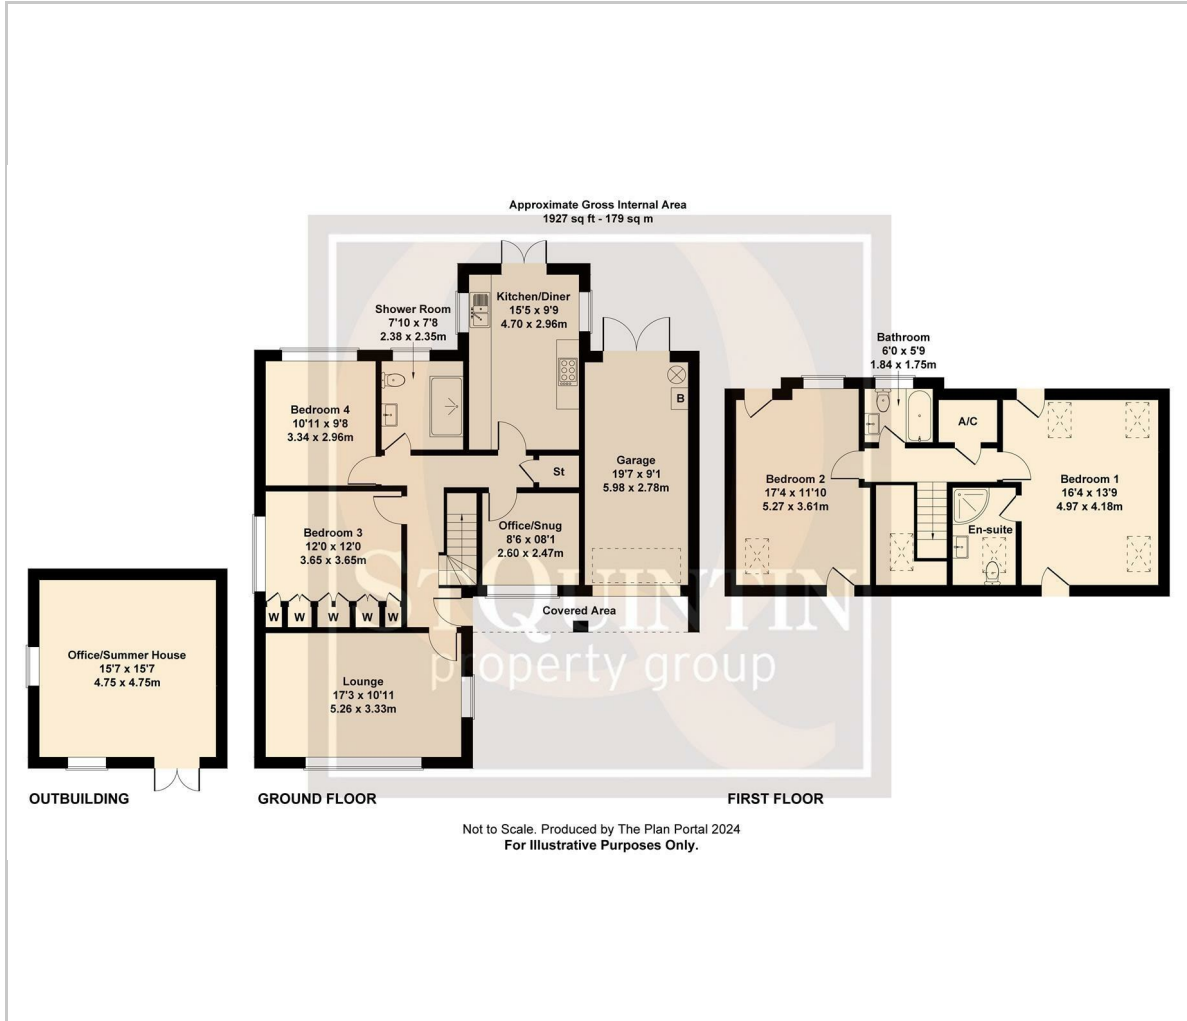 Approximate Gross Internal Area
1927 sq ft - 179 sq m
Kitchen/Diner
15'5 x 9'9
4.70 x 2.96m
Shower Room
7'10 x 7'8
2.38 x 2.35m
Bedroom 4
10'11 x 9'8
3.34 x 2.96m
B
Garage
19'7 x 9'1
5.98 x 2.78m
St
Office/Snug
8'6 x 08'1
2.60 x 2.47m
Bedroom 3
12'0 x 12'0
3.65 x 3.65m
W W W W W
Covered Area
Lounge
17'3 x 10'11
5.26 x 3.33m
Office/Summer House
15'7 x 15'7
4.75 x 4.75m
Bathroom
6'0 x 5'9
1.84 x 1.75m
A/C
Bedroom 2
17'4 x 11'10
5.27 x 3.61m
Bedroom 1
16'4 x 13'9
4.97 x 4.18m
En-suite
ST QUINTIN
property group
OUTBUILDING
GROUND FLOOR
FIRST FLOOR
Not to Scale. Produced by The Plan Portal 2024
For Illustrative Purposes Only.